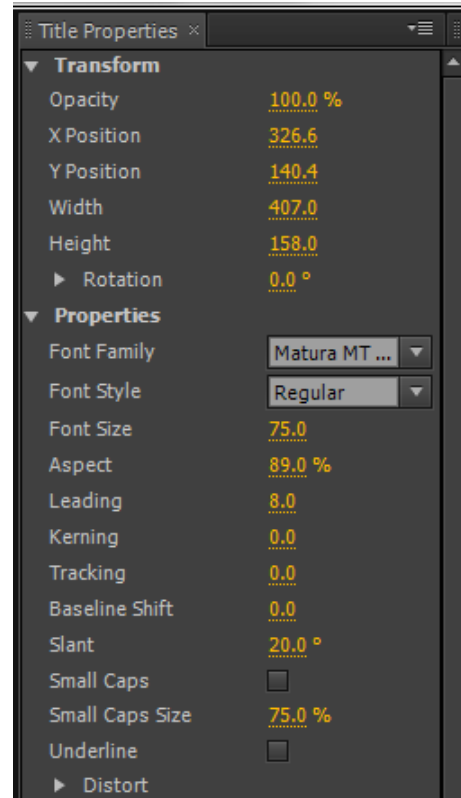 Title Properties ×
Transform
Opacity 100.0 %
X Position 326.6
Y Position 140.4
Width 407.0
Height 158.0
Rotation 0.0 °
Properties
Font Family Matura MT ...
Font Style Regular
Font Size 75.0
Aspect 89.0 %
Leading 8.0
Kerning 0.0
Tracking 0.0
Baseline Shift 0.0
Slant 20.0 °
Small Caps
Small Caps Size 75.0 %
Underline
Distort